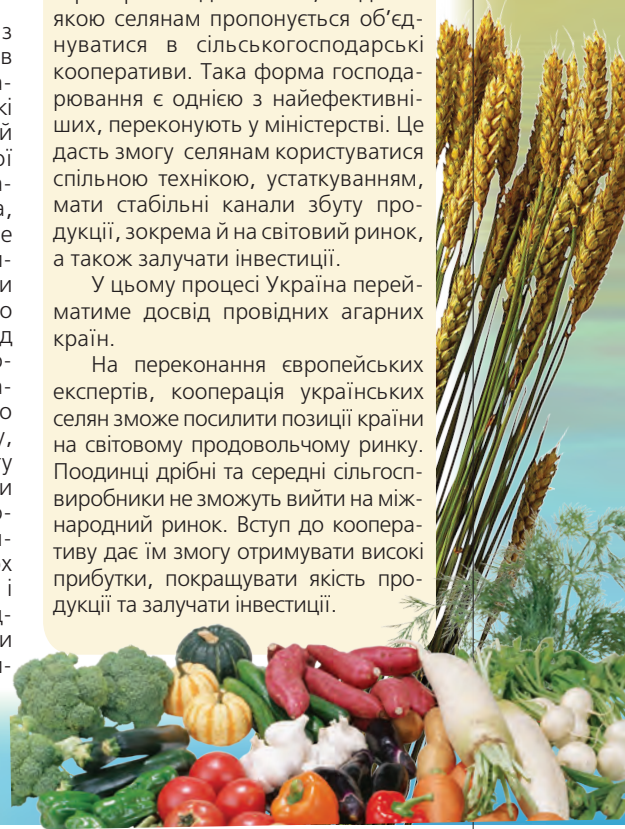 з
в
а-
кі
й
ої
а-
а,
е
и-
и
о
д
о-
а-
о
у,
у
и
о-
и-
х
і
д-
и
и-
якою селянам пропонується об’єд-
нуватися в сільськогосподарські
кооперативи. Така форма господа-
рювання є однією з найефективні-
ших, переконують у міністерстві. Це
дасть змогу селянам користуватися
спільною технікою, устаткуванням,
мати стабільні канали збуту про-
дукції, зокрема й на світовий ринок,
а також залучати інвестиції.
У цьому процесі Україна перей-
матиме досвід провідних агарних
країн.
На переконання європейських
експертів, кооперація українських
селян зможе посилити позиції країни
на світовому продовольчому ринку.
Поодинці дрібні та середні сільгосп-
виробники не зможуть вийти на між-
народний ринок. Вступ до коопера-
тиву дає їм змогу отримувати високі
прибутки, покращувати якість про-
дукції та залучати інвестиції.